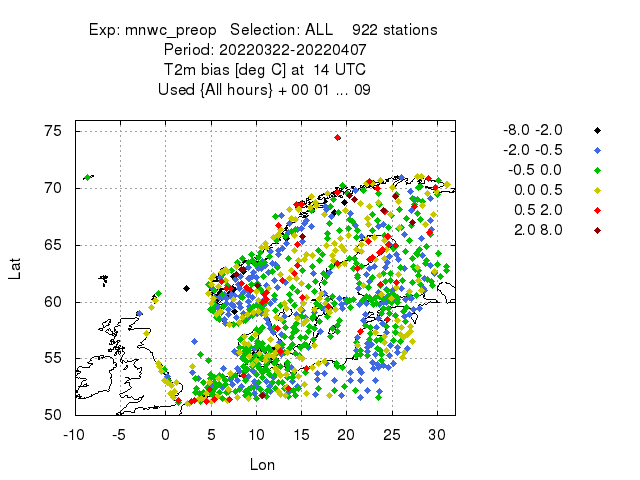 Exp: mnwc_preop Selection: ALL 922 stations
Period: 20220322-20220407
T2m bias [deg C] at 14 UTC
Used {All hours} + 00 01 ... 09
75
70
65
60
55
50
Lat
-10 -5 0 5 10 15 20 25 30
Lon
-8.0 -2.0
-2.0 -0.5
-0.5 0.0
0.0 0.5
0.5 2.0
2.0 8.0